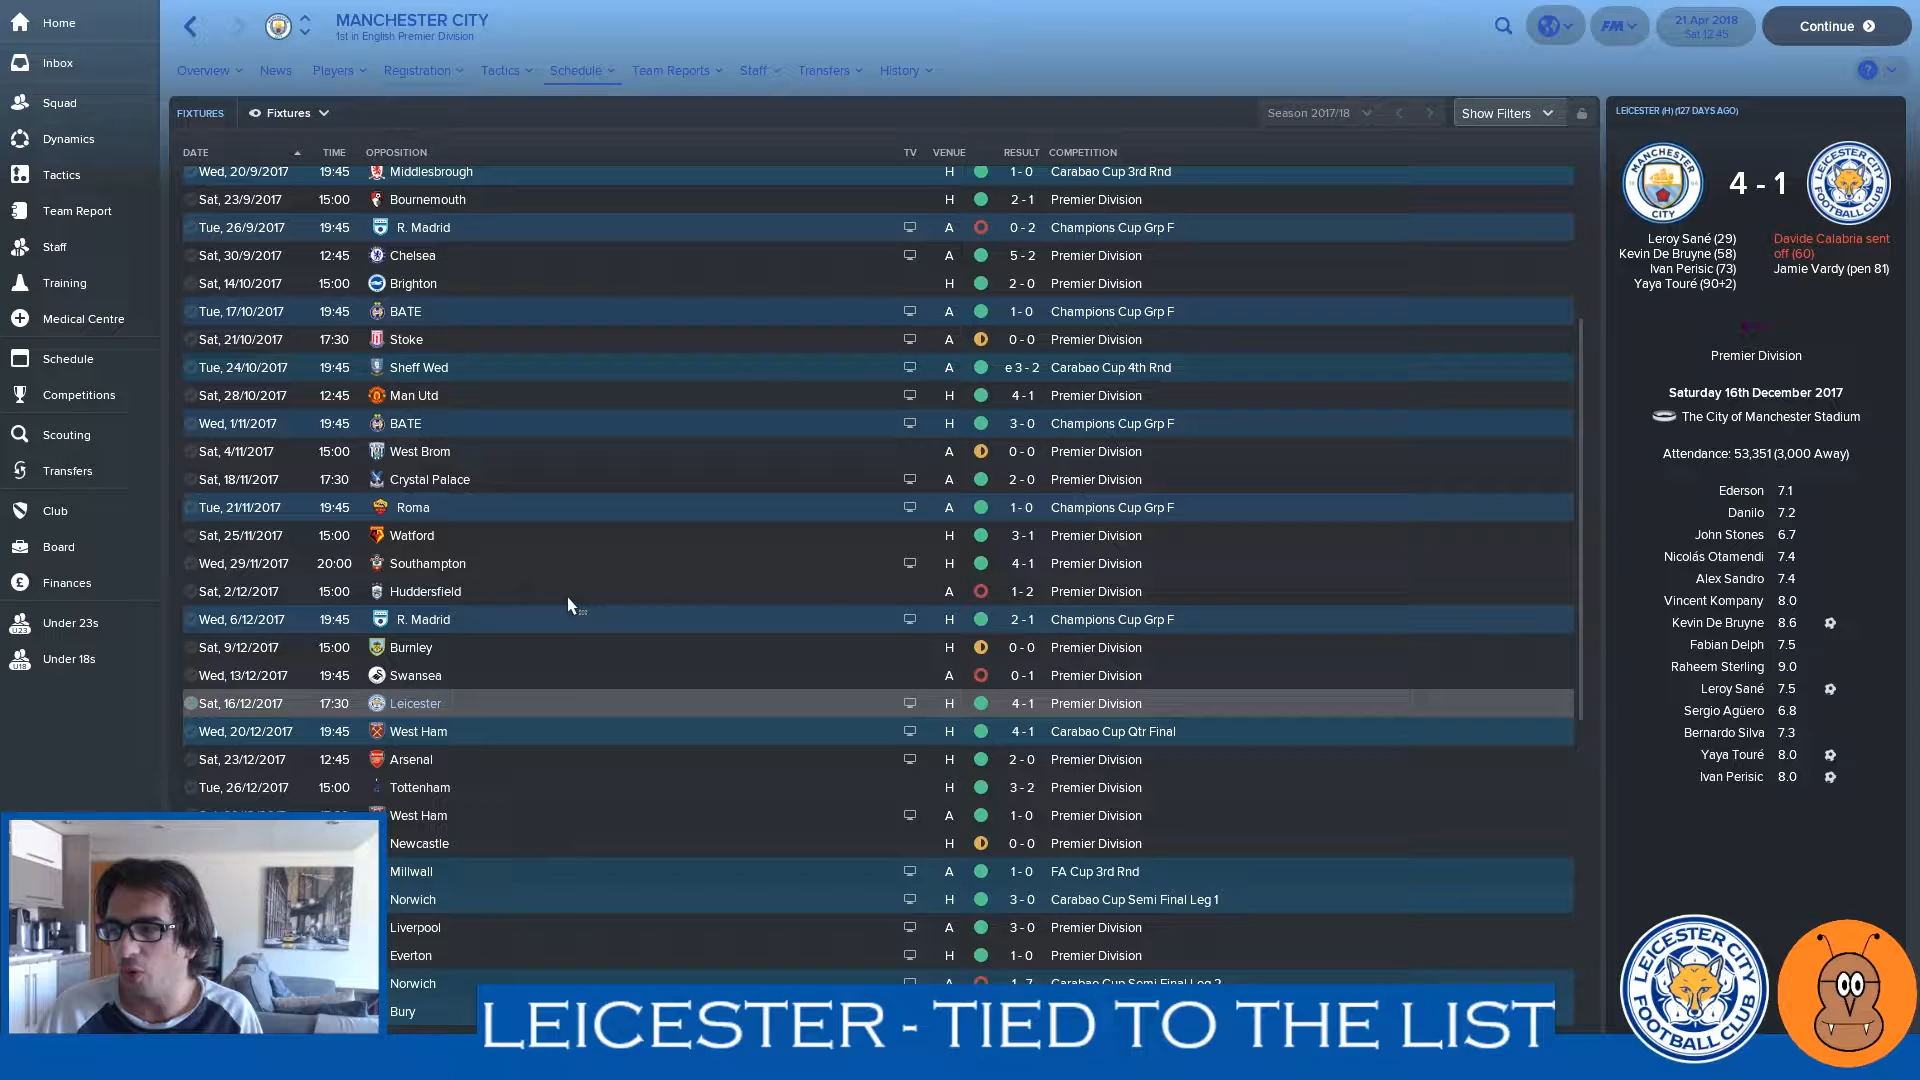 Home
Inbox
Squad
Dynamics
Tactics
Team Report
Staff
Training
Medical Centre
Schedule
Competitions
Scouting
Transfers
Club
Board
Finances
Under 23s
Under 18s
MANCHESTER CITY
1st in English Premier Division
21 Apr 2018
Sat 12:45
Continue
Overview News Players Registration Tactics Schedule Team Reports Staff Transfers History
FIXTURES Fixtures Season 2017/18 Show Filters
DATE TIME OPPOSITION TV VENUE RESULT COMPETITION
Wed, 20/9/2017 19:45 Middlesbrough H 1 - 0 Carabao Cup 3rd Rnd
Sat, 23/9/2017 15:00 Bournemouth H 2 - 1 Premier Division
Tue, 26/9/2017 19:45 R. Madrid A 0 - 2 Champions Cup Grp F
Sat, 30/9/2017 12:45 Chelsea A 5 - 2 Premier Division
Sat, 14/10/2017 15:00 Brighton H 2 - 0 Premier Division
Tue, 17/10/2017 19:45 BATE A 1 - 0 Champions Cup Grp F
Sat, 21/10/2017 17:30 Stoke A 0 - 0 Premier Division
Tue, 24/10/2017 19:45 Sheff Wed A e 3 - 2 Carabao Cup 4th Rnd
Sat, 28/10/2017 12:45 Man Utd H 4 - 1 Premier Division
Wed, 1/11/2017 19:45 BATE H 3 - 0 Champions Cup Grp F
Sat, 4/11/2017 15:00 West Brom A 0 - 0 Premier Division
Sat, 18/11/2017 17:30 Crystal Palace A 2 - 0 Premier Division
Tue, 21/11/2017 19:45 Roma A 1 - 0 Champions Cup Grp F
Sat, 25/11/2017 15:00 Watford H 3 - 1 Premier Division
Wed, 29/11/2017 20:00 Southampton H 4 - 1 Premier Division
Sat, 2/12/2017 15:00 Huddersfield A 1 - 2 Premier Division
Wed, 6/12/2017 19:45 R. Madrid H 2 - 1 Champions Cup Grp F
Sat, 9/12/2017 15:00 Burnley H 0 - 0 Premier Division
Wed, 13/12/2017 19:45 Swansea A 0 - 1 Premier Division
Sat, 16/12/2017 17:30 Leicester H 4 - 1 Premier Division
Wed, 20/12/2017 19:45 West Ham H 4 - 1 Carabao Cup Qtr Final
Sat, 23/12/2017 12:45 Arsenal H 2 - 0 Premier Division
Tue, 26/12/2017 15:00 Tottenham H 3 - 2 Premier Division
West Ham A 1 - 0 Premier Division
Newcastle H 0 - 0 Premier Division
Millwall A 1 - 0 FA Cup 3rd Rnd
Norwich H 3 - 0 Carabao Cup Semi Final Leg 1
Liverpool A 3 - 0 Premier Division
Everton H 1 - 0 Premier Division
Norwich A Carabao Cup Semi Final Leg 2
Bury
LEICESTER (H) (127 DAYS AGO)
MANCHESTER CITY
4 - 1
LEICESTER CITY FOOTBALL CLUB
Leroy Sané (29)
Kevin De Bruyne (58)
Ivan Perisic (73)
Yaya Touré (90+2)
Davide Calabria sent
off (60)
Jamie Vardy (pen 81)
Premier Division
Saturday 16th December 2017
The City of Manchester Stadium
Attendance: 53,351 (3,000 Away)
Ederson 7.1
Danilo 7.2
John Stones 6.7
Nicolás Otamendi 7.4
Alex Sandro 7.4
Vincent Kompany 8.0
Kevin De Bruyne 8.6
Fabian Delph 7.5
Raheem Sterling 9.0
Leroy Sané 7.5
Sergio Agüero 6.8
Bernardo Silva 7.3
Yaya Touré 8.0
Ivan Perisic 8.0
LEICESTER - TIED TO THE LIST
LEICESTER CITY FOOTBALL CLUB